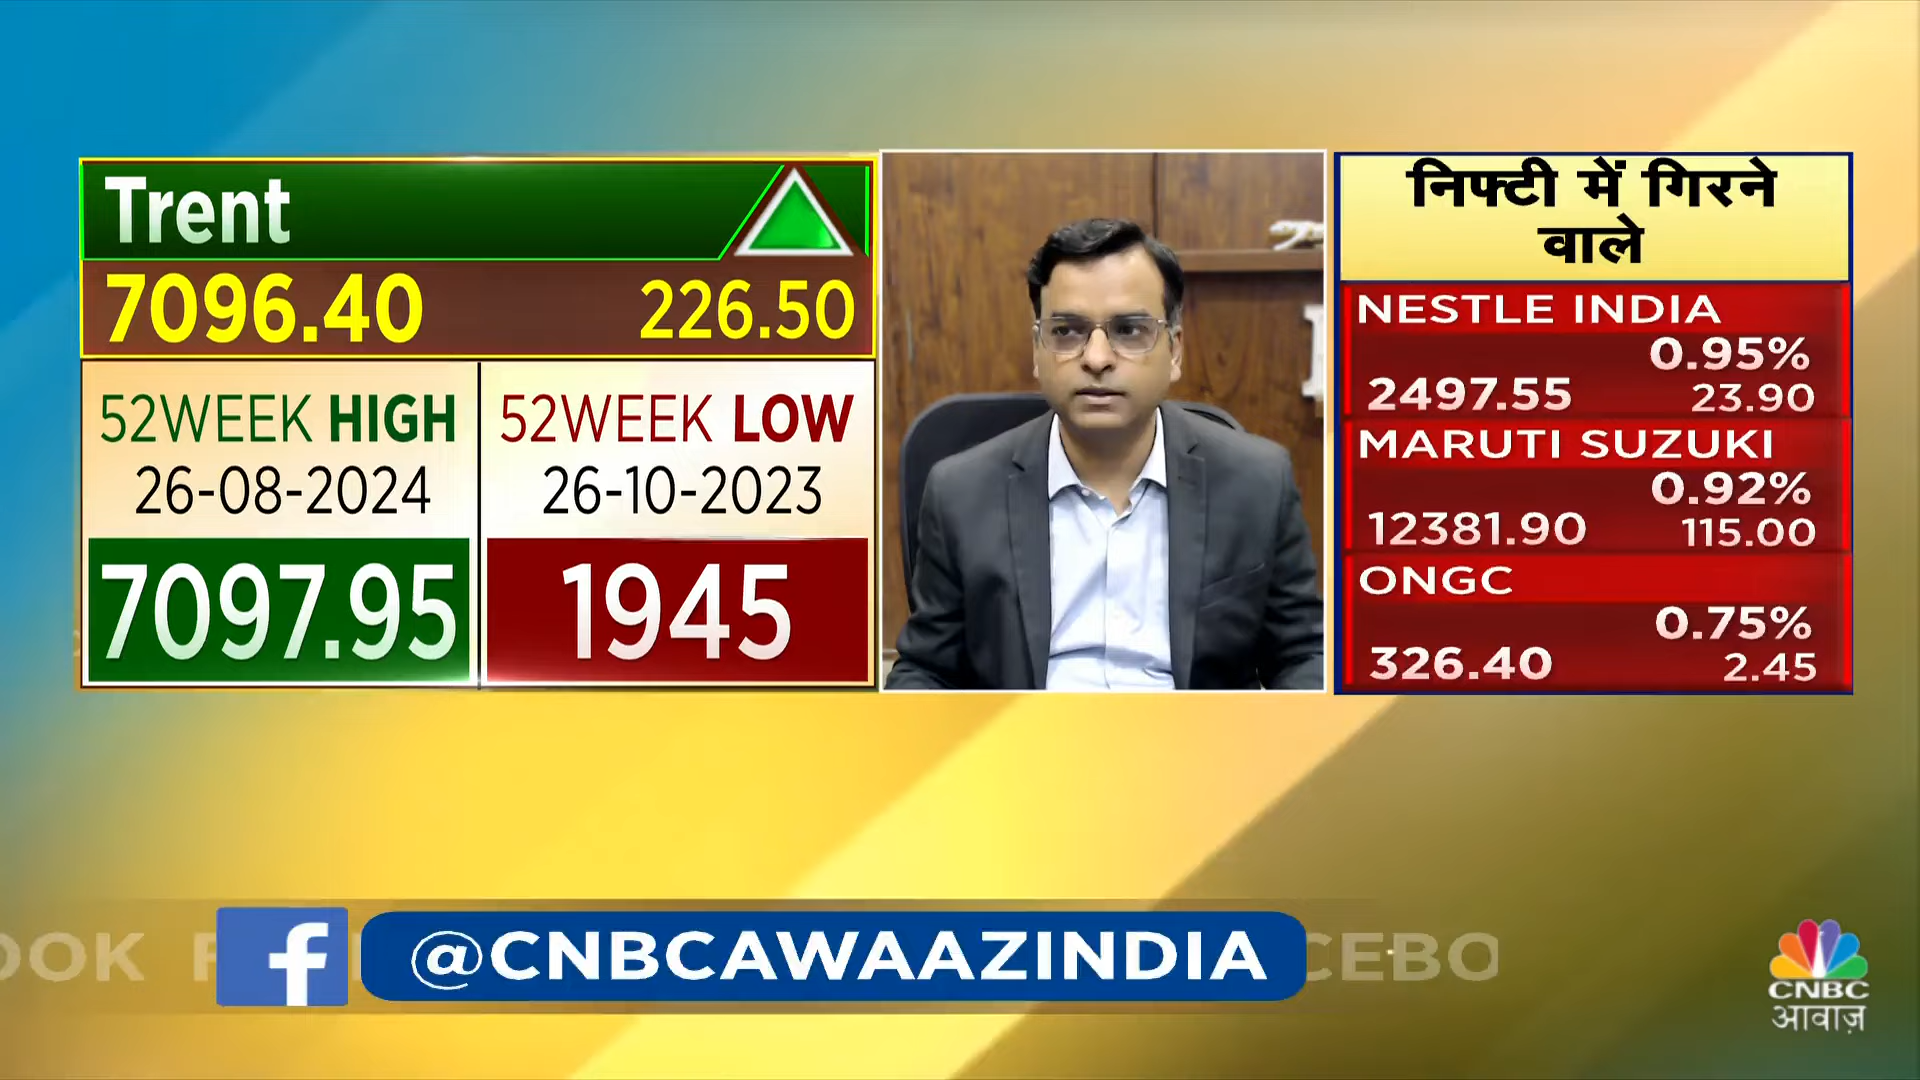 Trent
7096.40 226.50
52WEEK HIGH
26-08-2024
7097.95
52WEEK LOW
26-10-2023
1945
निफ्टी में गिरने
वाले
NESTLE INDIA
0.95%
2497.55 23.90
MARUTI SUZUKI
0.92%
12381.90 115.00
ONGC
0.75%
326.40 2.45
OOK F
f @CNBCAWAAZINDIA
CEBO
CNBC
आवाज़